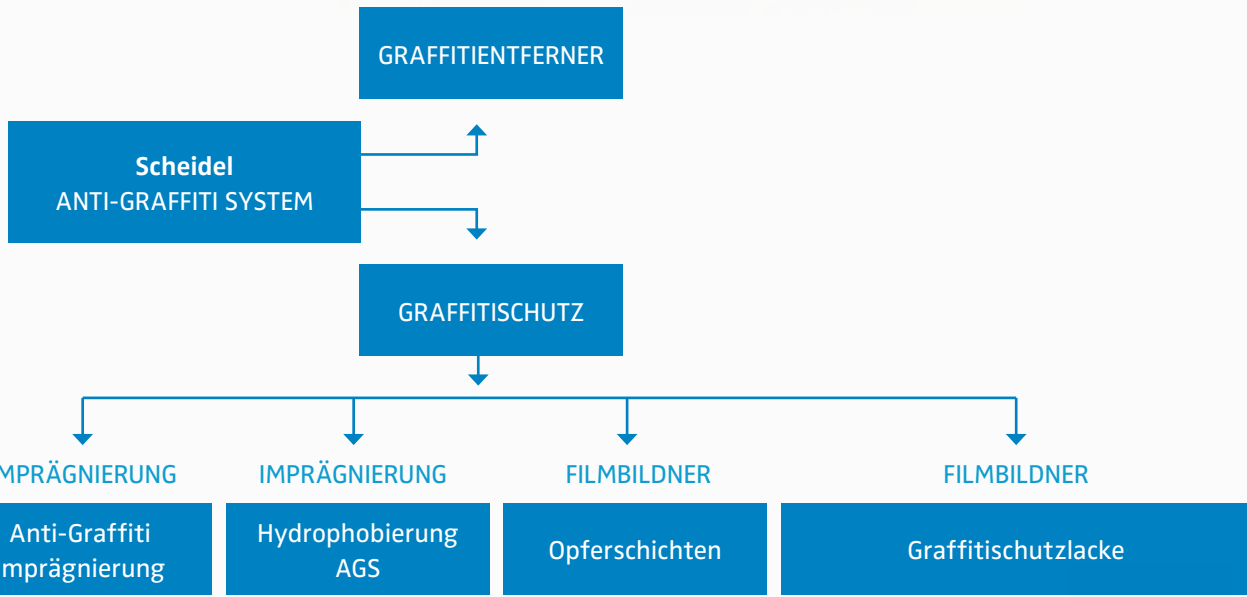 GRAFFITIENTFERNER
Scheidel
ANTI-GRAFFITI SYSTEM
GRAFFITISCHUTZ
MPRÄGNIERUNG
IMPRÄGNIERUNG
FILMBILDNER
FILMBILDNER
Anti-Graffiti
mprägnierung
Hydrophobierung
AGS
Opferschichten
Graffitischutzlacke